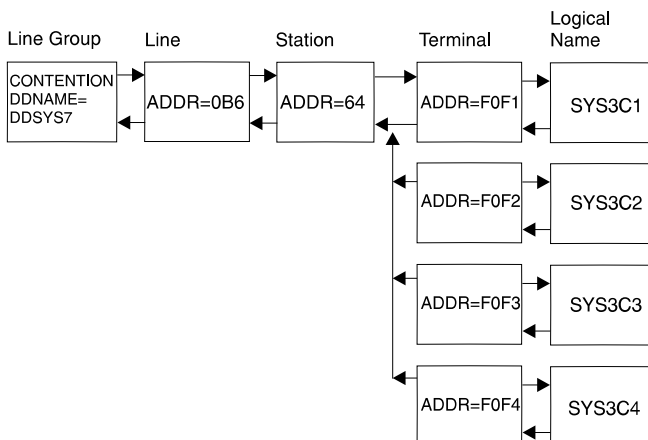 Line Group
Line
Station
Terminal
Logical
Name
CONTENTION
DDNAME=
DDSYS7
ADDR=0B6
ADDR=64
ADDR=F0F1
SYS3C1
ADDR=F0F2
SYS3C2
ADDR=F0F3
SYS3C3
ADDR=F0F4
SYS3C4